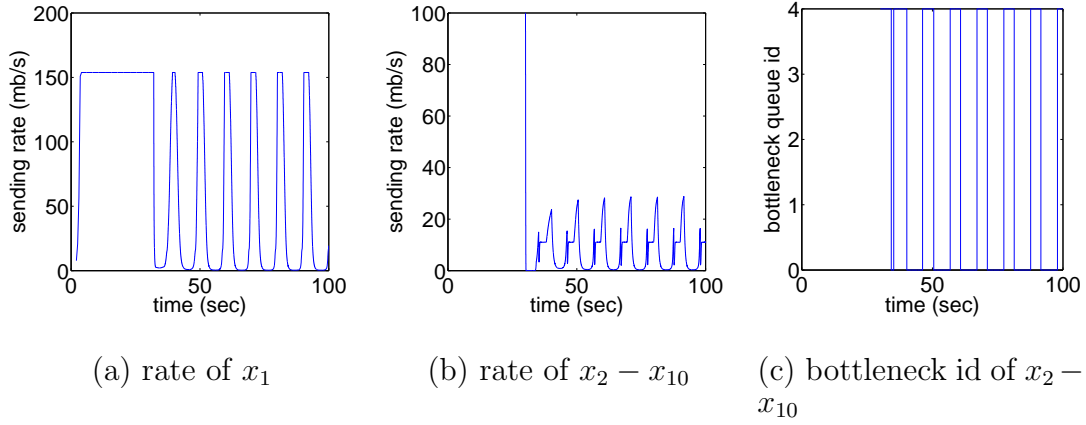 200
150
100
50
0
sending rate (mb/s)
0
50
100
time (sec)
100
80
60
40
20
0
sending rate (mb/s)
0
50
100
time (sec)
4
3
2
1
0
bottleneck queue id
0
50
100
time (sec)
(a) rate of x₁
(b) rate of x₂ − x₁₀
(c) bottleneck id of x₂ −
x₁₀